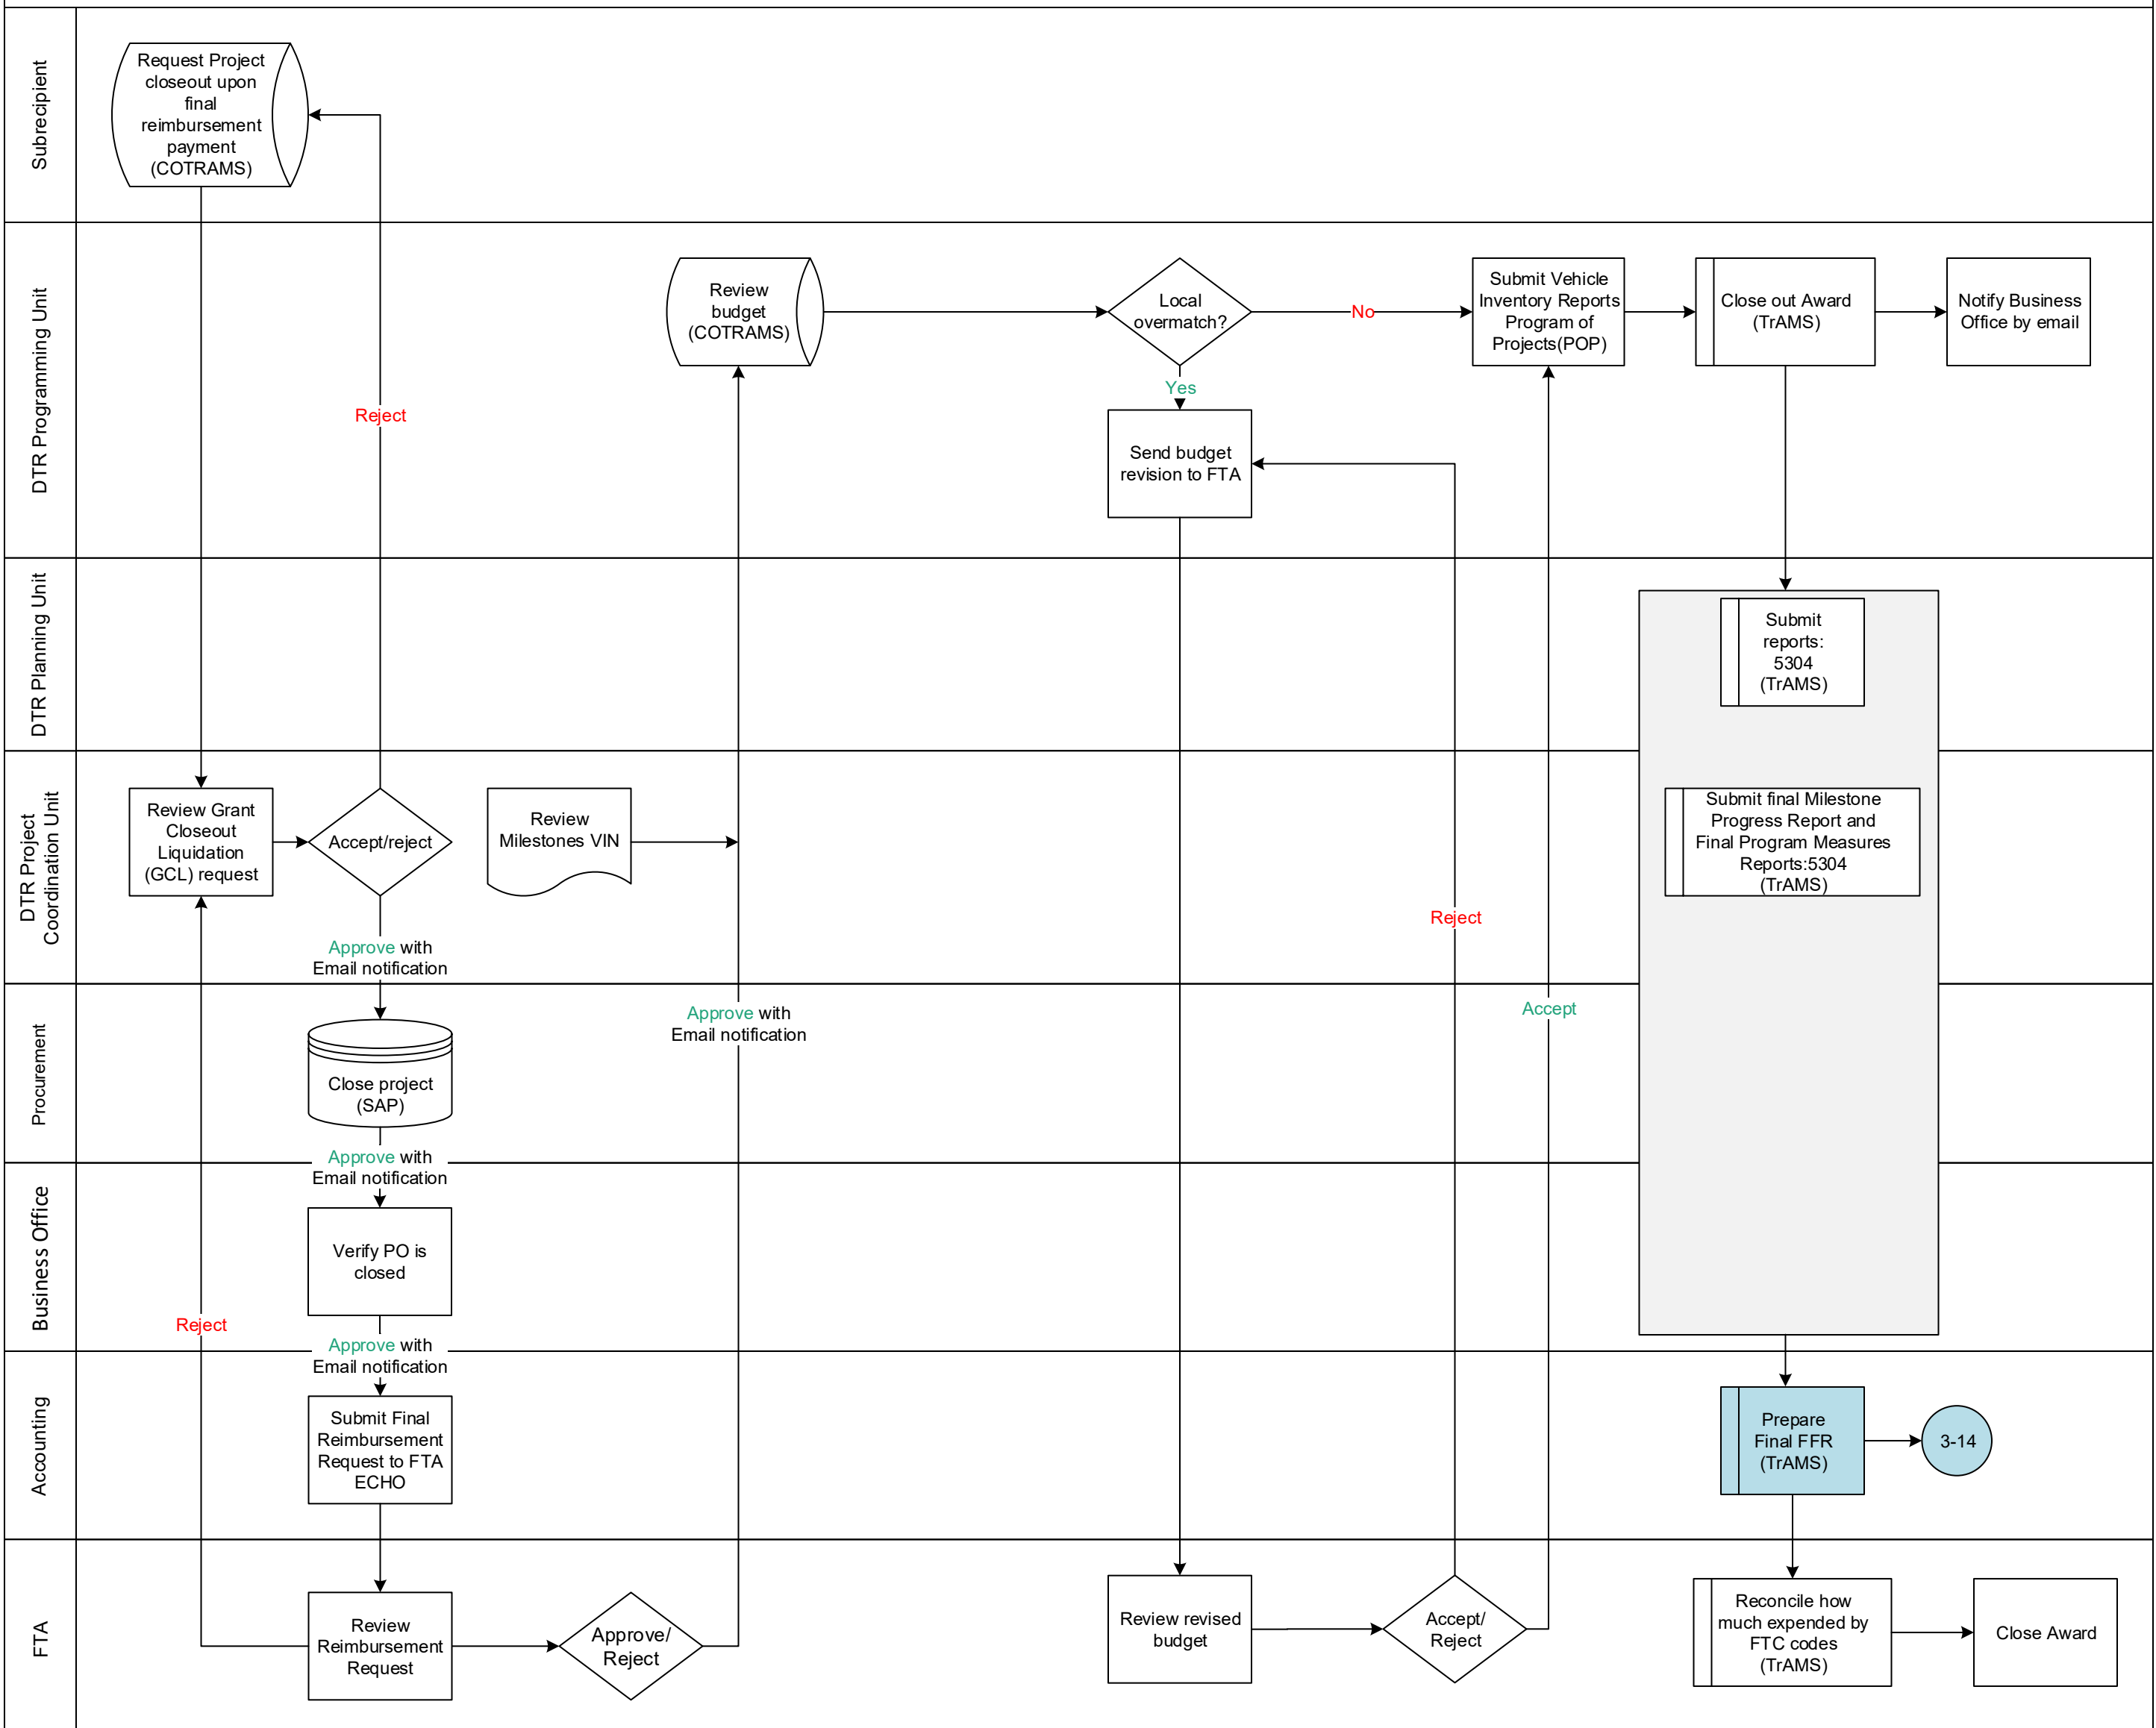 Subrecipient
Request Project
closeout upon
final
reimbursement
payment
(COTRAMS)
DTR Programming Unit
Reject
Review
budget
(COTRAMS)
Local
overmatch?
No
Yes
Submit Vehicle
Inventory Reports
Program of
Projects(POP)
Close out Award
(TrAMS)
Notify Business
Office by email
Send budget
revision to FTA
DTR Planning Unit
Submit
reports:
5304
(TrAMS)
DTR Project
Coordination Unit
Review Grant
Closeout
Liquidation
(GCL) request
Accept/reject
Review
Milestones VIN
Submit final Milestone
Progress Report and
Final Program Measures
Reports:5304
(TrAMS)
Reject
Approve with
Email notification
Procurement
Approve with
Email notification
Accept
Close project
(SAP)
Approve with
Email notification
Business Office
Verify PO is
closed
Reject
Approve with
Email notification
Accounting
Submit Final
Reimbursement
Request to FTA
ECHO
Prepare
Final FFR
(TrAMS)
3-14
FTA
Review
Reimbursement
Request
Approve/
Reject
Review revised
budget
Accept/
Reject
Reconcile how
much expended by
FTC codes
(TrAMS)
Close Award